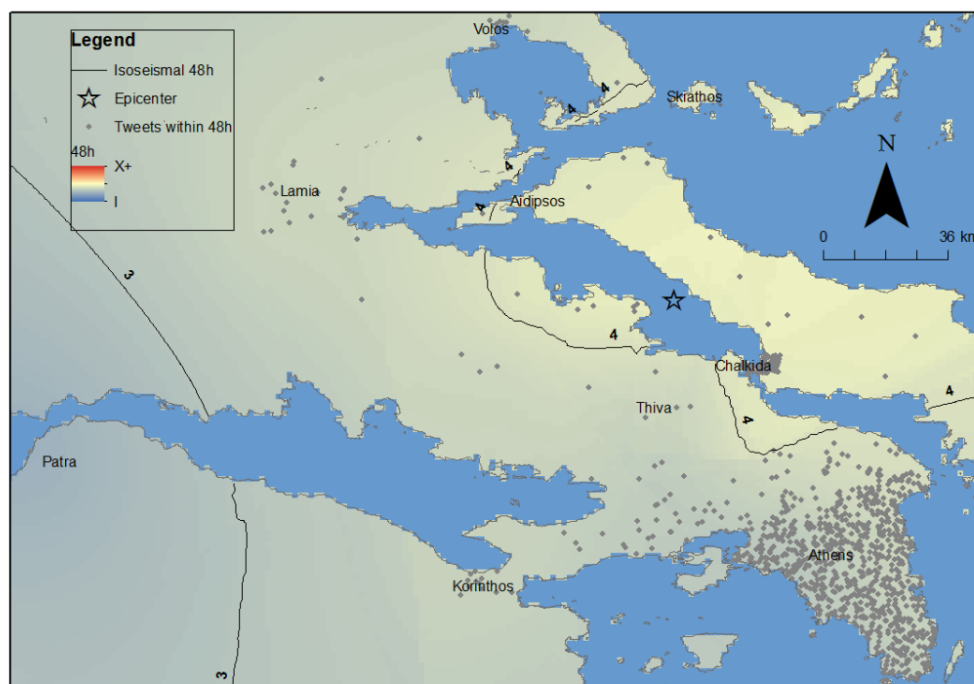 Legend
Isoseismal 48h
Epicenter
Tweets within 48h
48h
X+
I
Volos
4
4
Skiathos
N
4
Lamia
Aidipsos
4
0 36 km
3
4
Chalkida
4
Thiva
4
Patra
Athens
Korinthos
3